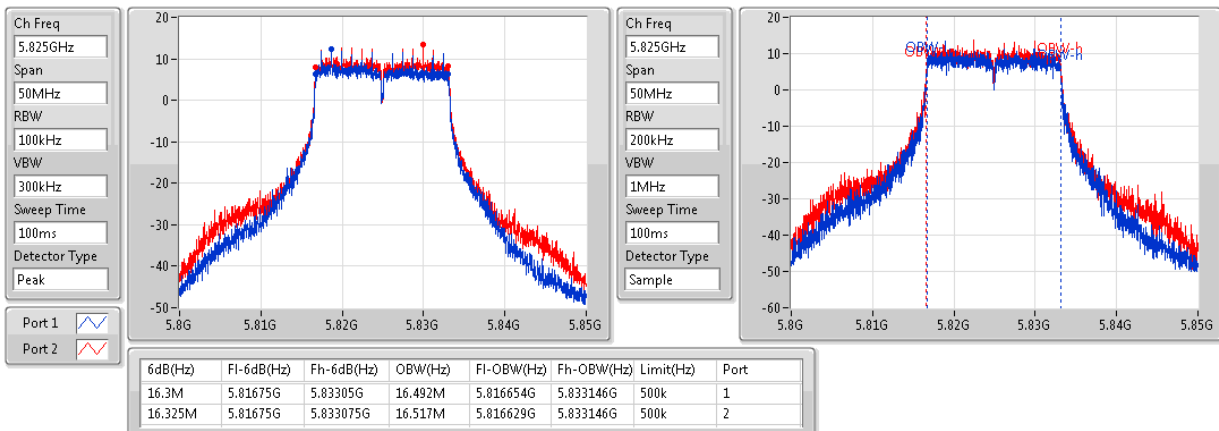 Ch Freq
5.825GHz
Span
50MHz
RBW
100kHz
VBW
300kHz
Sweep Time
100ms
Detector Type
Peak
Port 1
Port 2
20
10
0
-10
-20
-30
-40
-50
5.8G 5.81G 5.82G 5.83G 5.84G 5.85G
Ch Freq
5.825GHz
Span
50MHz
RBW
200kHz
VBW
1MHz
Sweep Time
100ms
Detector Type
Sample
20
10
0
-10
-20
-30
-40
-50
-60
OBW-h
5.8G 5.81G 5.82G 5.83G 5.84G 5.85G
6dB(Hz) Fl-6dB(Hz) Fh-6dB(Hz) OBW(Hz) Fl-OBW(Hz) Fh-OBW(Hz) Limit(Hz) Port
16.3M 5.81675G 5.83305G 16.492M 5.816654G 5.833146G 500k 1
16.325M 5.81675G 5.833075G 16.517M 5.816629G 5.833146G 500k 2